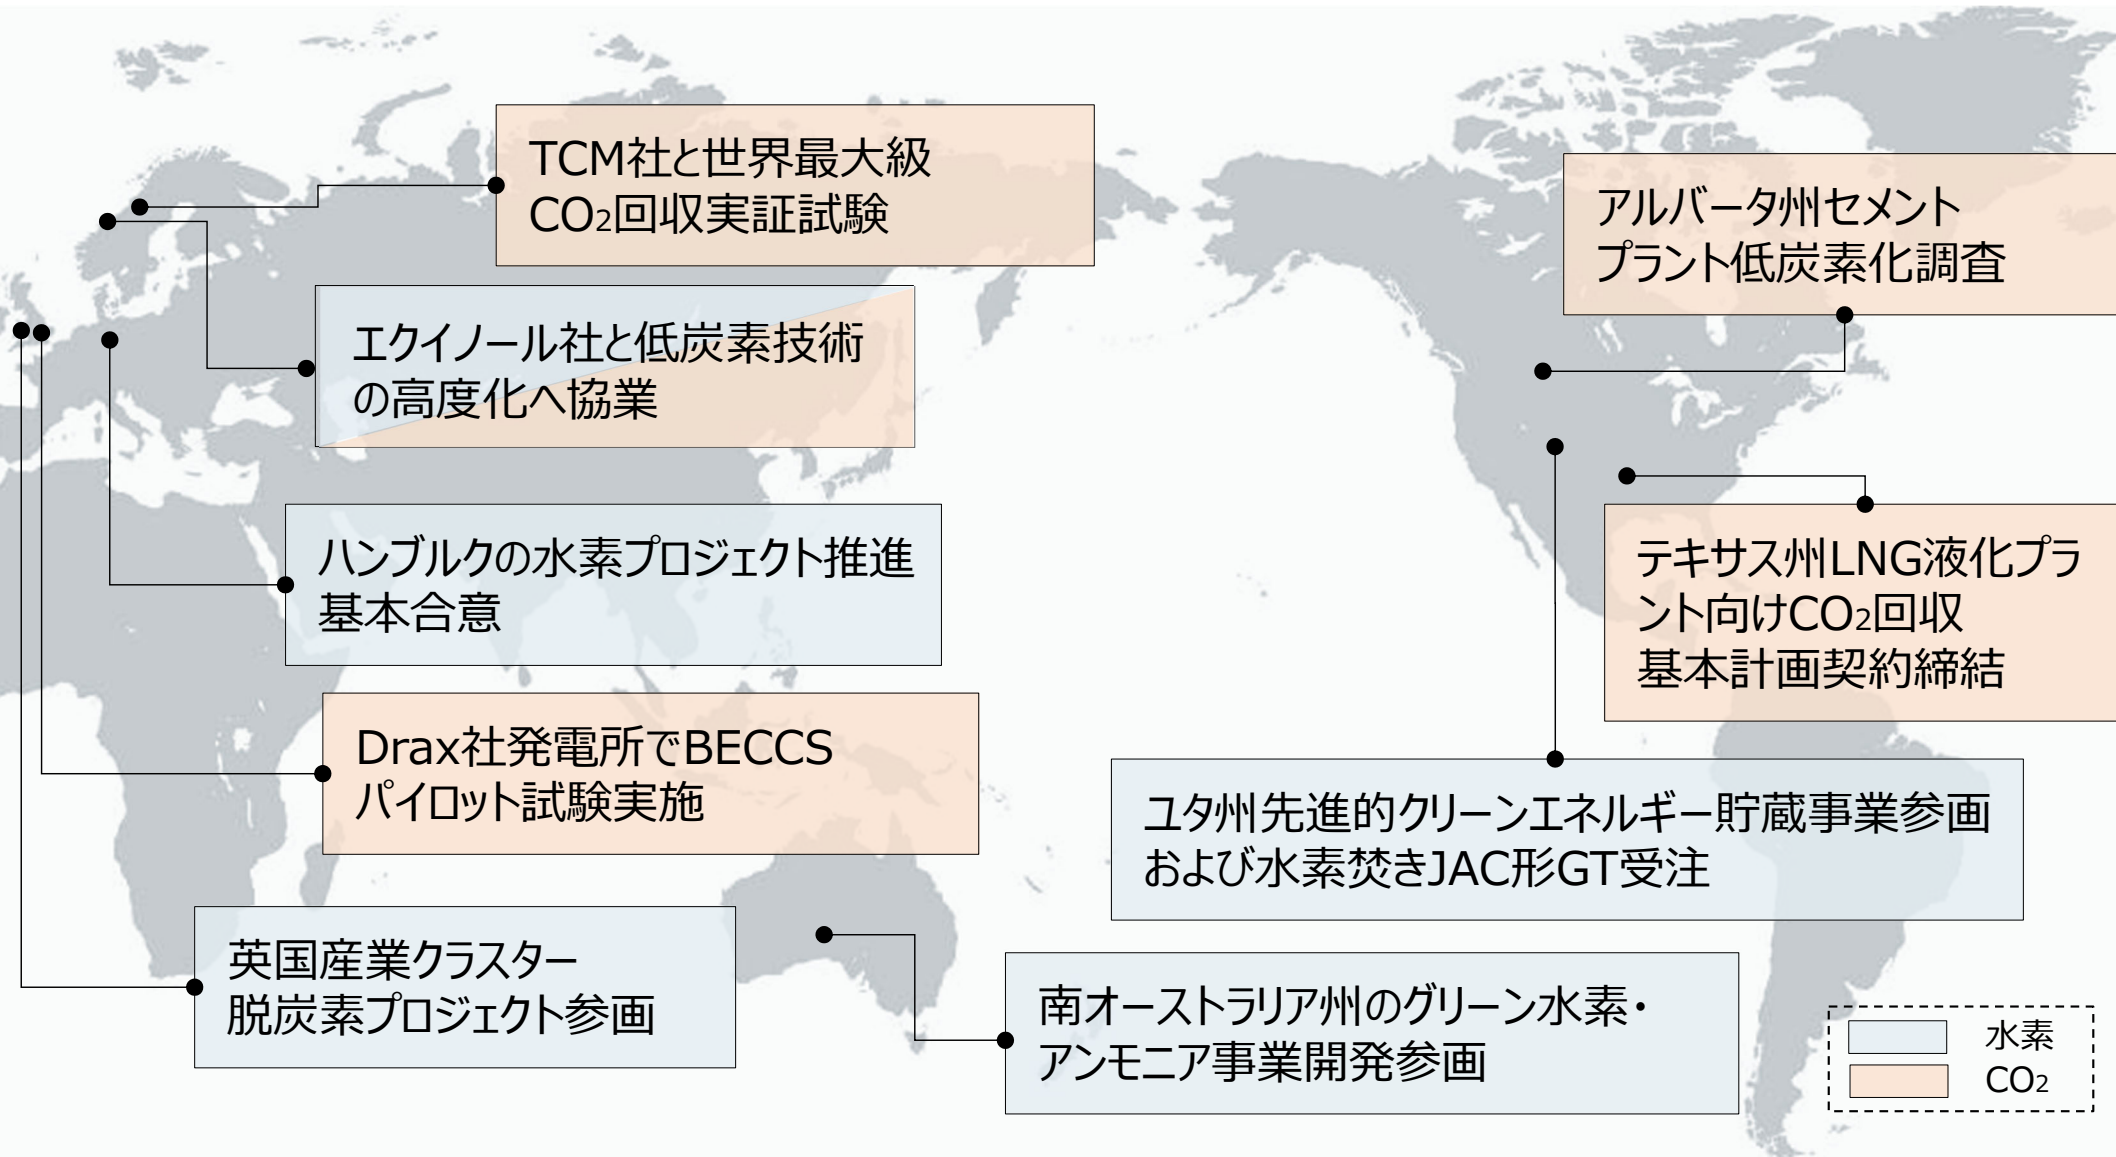 TCM社と世界最大級
CO₂回収実証試験
アルバータ州セメント
プラント低炭素化調査
エクイノール社と低炭素技術
の高度化へ協業
ハンブルクの水素プロジェクト推進
基本合意
テキサス州LNG液化プラ
ント向けCO₂回収
基本計画契約締結
Drax社発電所でBECCS
パイロット試験実施
ユタ州先進的クリーンエネルギー貯蔵事業参画
および水素焚きJAC形GT受注
英国産業クラスター
脱炭素プロジェクト参画
南オーストラリア州のグリーン水素・
アンモニア事業開発参画
水素
CO₂